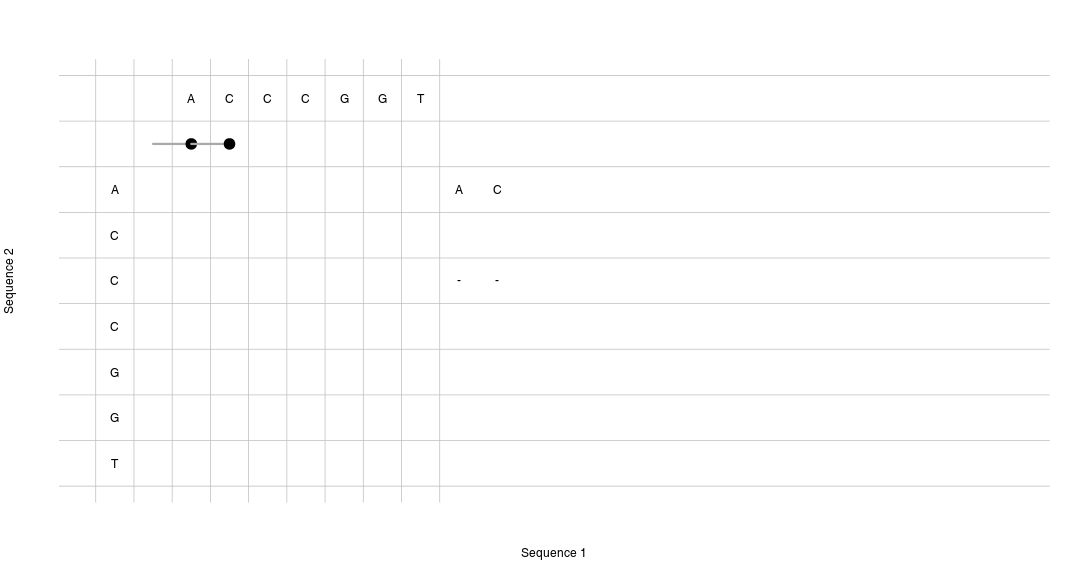 A C C C G G T
A A C
C
C - -
C
G
G
T
Sequence 2
Sequence 1